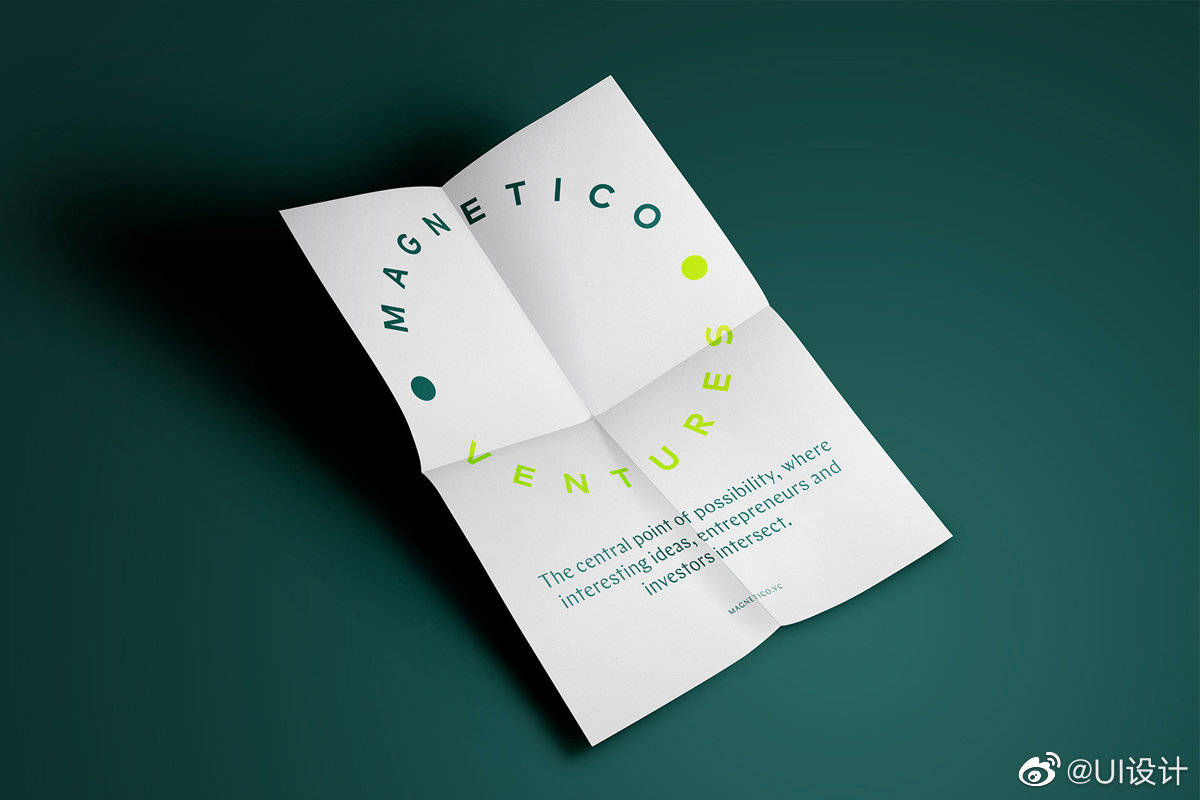 MAGNETICO
VENTURES
The central point of possibility, where
interesting ideas, entrepreneurs and
investors intersect.
MAGNETICO.VC
@UI设计